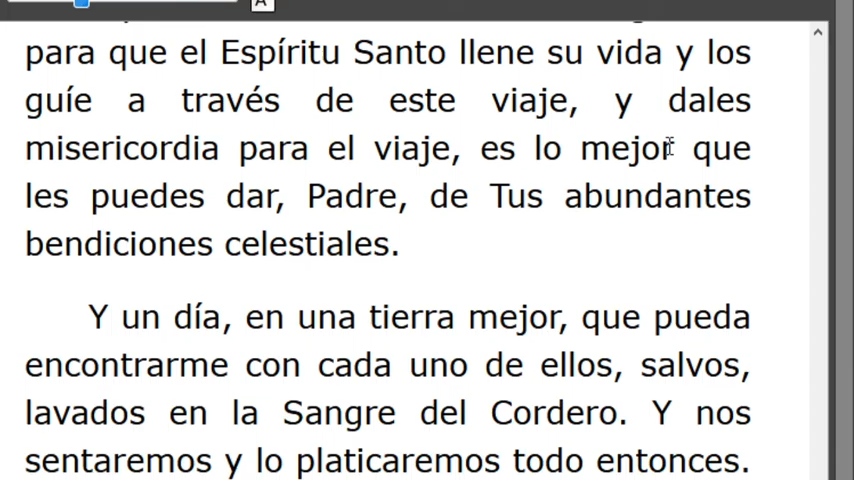 para que el Espíritu Santo llene su vida y los
guíe a través de este viaje, y dales
misericordia para el viaje, es lo mejor que
les puedes dar, Padre, de Tus abundantes
bendiciones celestiales.
Y un día, en una tierra mejor, que pueda
encontrarme con cada uno de ellos, salvos,
lavados en la Sangre del Cordero. Y nos
sentaremos y lo platicaremos todo entonces.